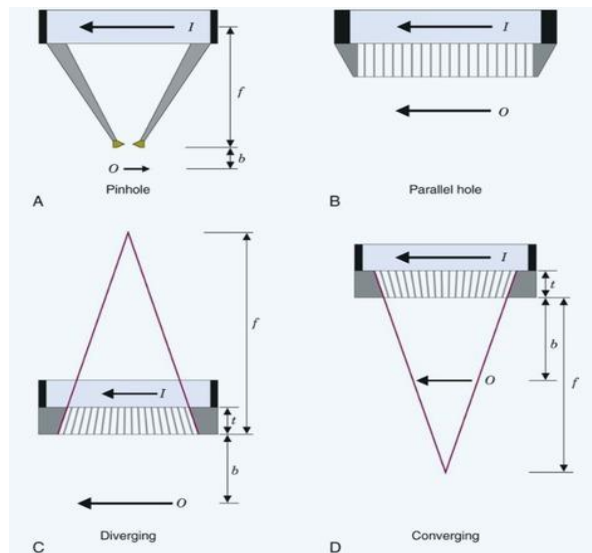 I
f
b
O
A
Pinhole
I
O
B
Parallel hole
f
I
t
b
O
C
Diverging
I
t
b
O
f
D
Converging